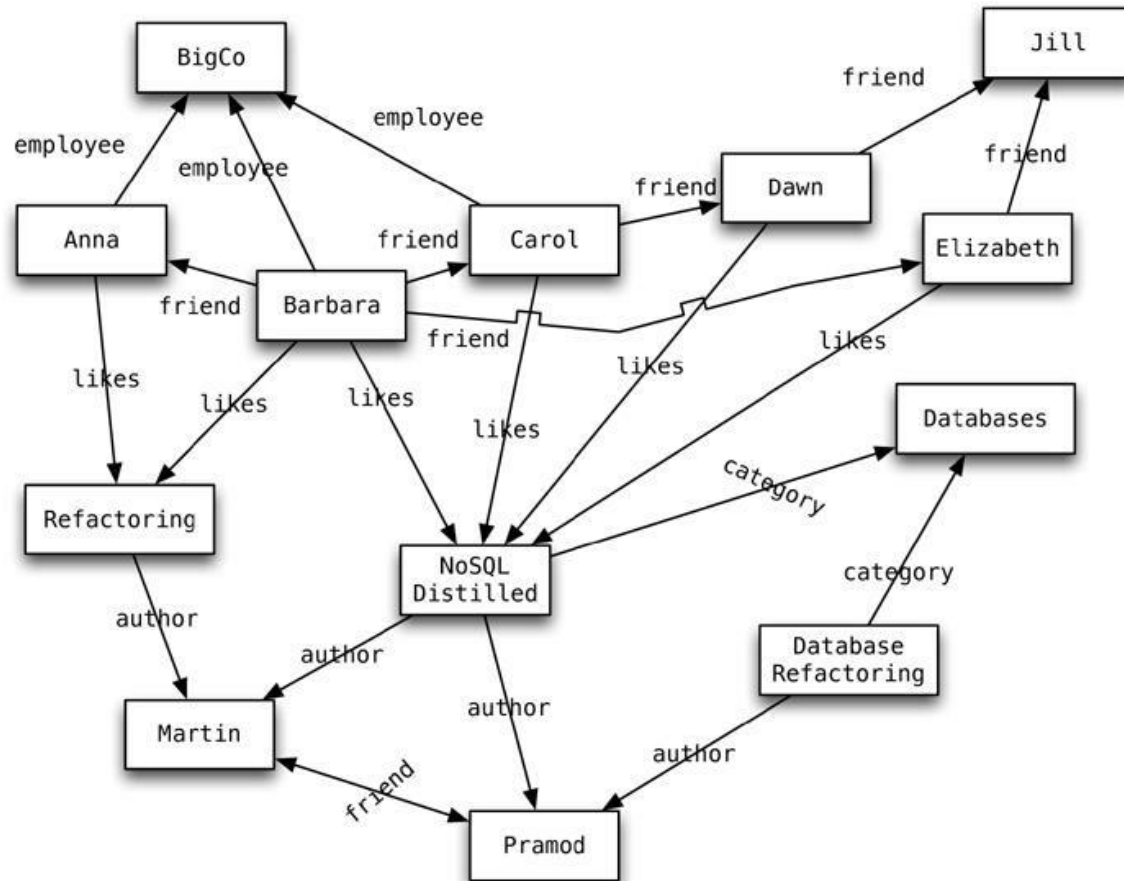 BigCo
Jill
friend
employee
employee
friend
employee
friend
Dawn
Anna
friend
Carol
Elizabeth
friend
Barbara
friend
likes
likes
likes
likes
likes
likes
Databases
category
Refactoring
NoSQL
Distilled
category
author
Database
Refactoring
author
author
Martin
author
friend
Pramod